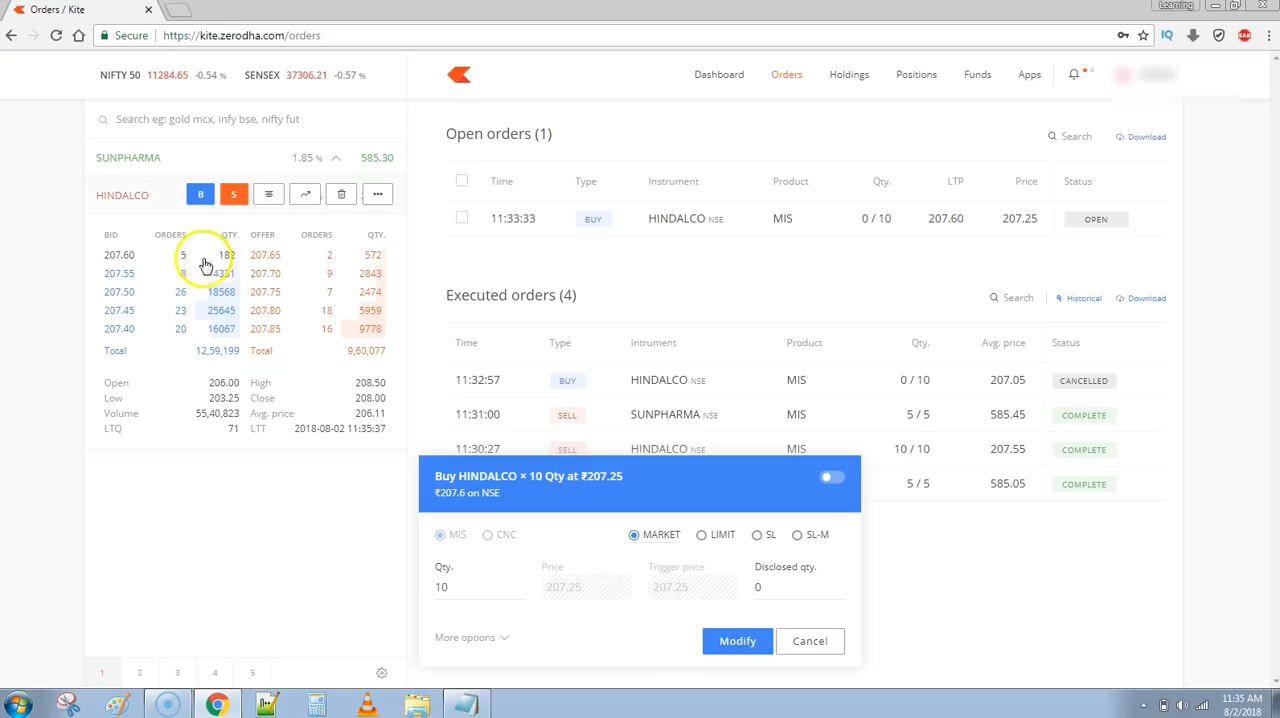 Orders / Kite
Learning
Secure https://kite.zerodha.com/orders
NIFTY 50 11284.65 -0.54 % SENSEX 37306.21 -0.57 %
Dashboard Orders Holdings Positions Funds Apps 4
Search eg: gold mcx, infy bse, nifty fut
SUNPHARMA 1.85 % 585.30
HINDALCO B S
BID ORDERS QTY. OFFER ORDERS QTY.
207.60 5 182 207.65 2 572
207.55 8 4331 207.70 9 2843
207.50 26 18568 207.75 7 2474
207.45 23 25645 207.80 18 5959
207.40 20 16067 207.85 16 9778
Total 12,59,199 Total 9,60,077
Open 206.00 High 208.50
Low 203.25 Close 208.00
Volume 55,40,823 Avg. price 206.11
LTQ 71 LTT 2018-08-02 11:35:37
1 2 3 4 5
Open orders (1) Search Download
Time Type Instrument Product Qty. LTP Price Status
11:33:33 BUY HINDALCO NSE MIS 0 / 10 207.60 207.25 OPEN
Executed orders (4) Search Historical Download
Time Type Intrument Product Qty. Avg. price Status
11:32:57 BUY HINDALCO NSE MIS 0 / 10 207.05 CANCELLED
11:31:00 SELL SUNPHARMA NSE MIS 5 / 5 585.45 COMPLETE
11:30:27 SELL HINDALCO NSE MIS 10 / 10 207.55 COMPLETE
5 / 5 585.05 COMPLETE
Buy HINDALCO × 10 Qty at ₹207.25
₹207.6 on NSE
MIS CNC MARKET LIMIT SL SL-M
Qty. Price Trigger price Disclosed qty.
10 207.25 207.25 0
More options Modify Cancel
11:35 AM
8/2/2018